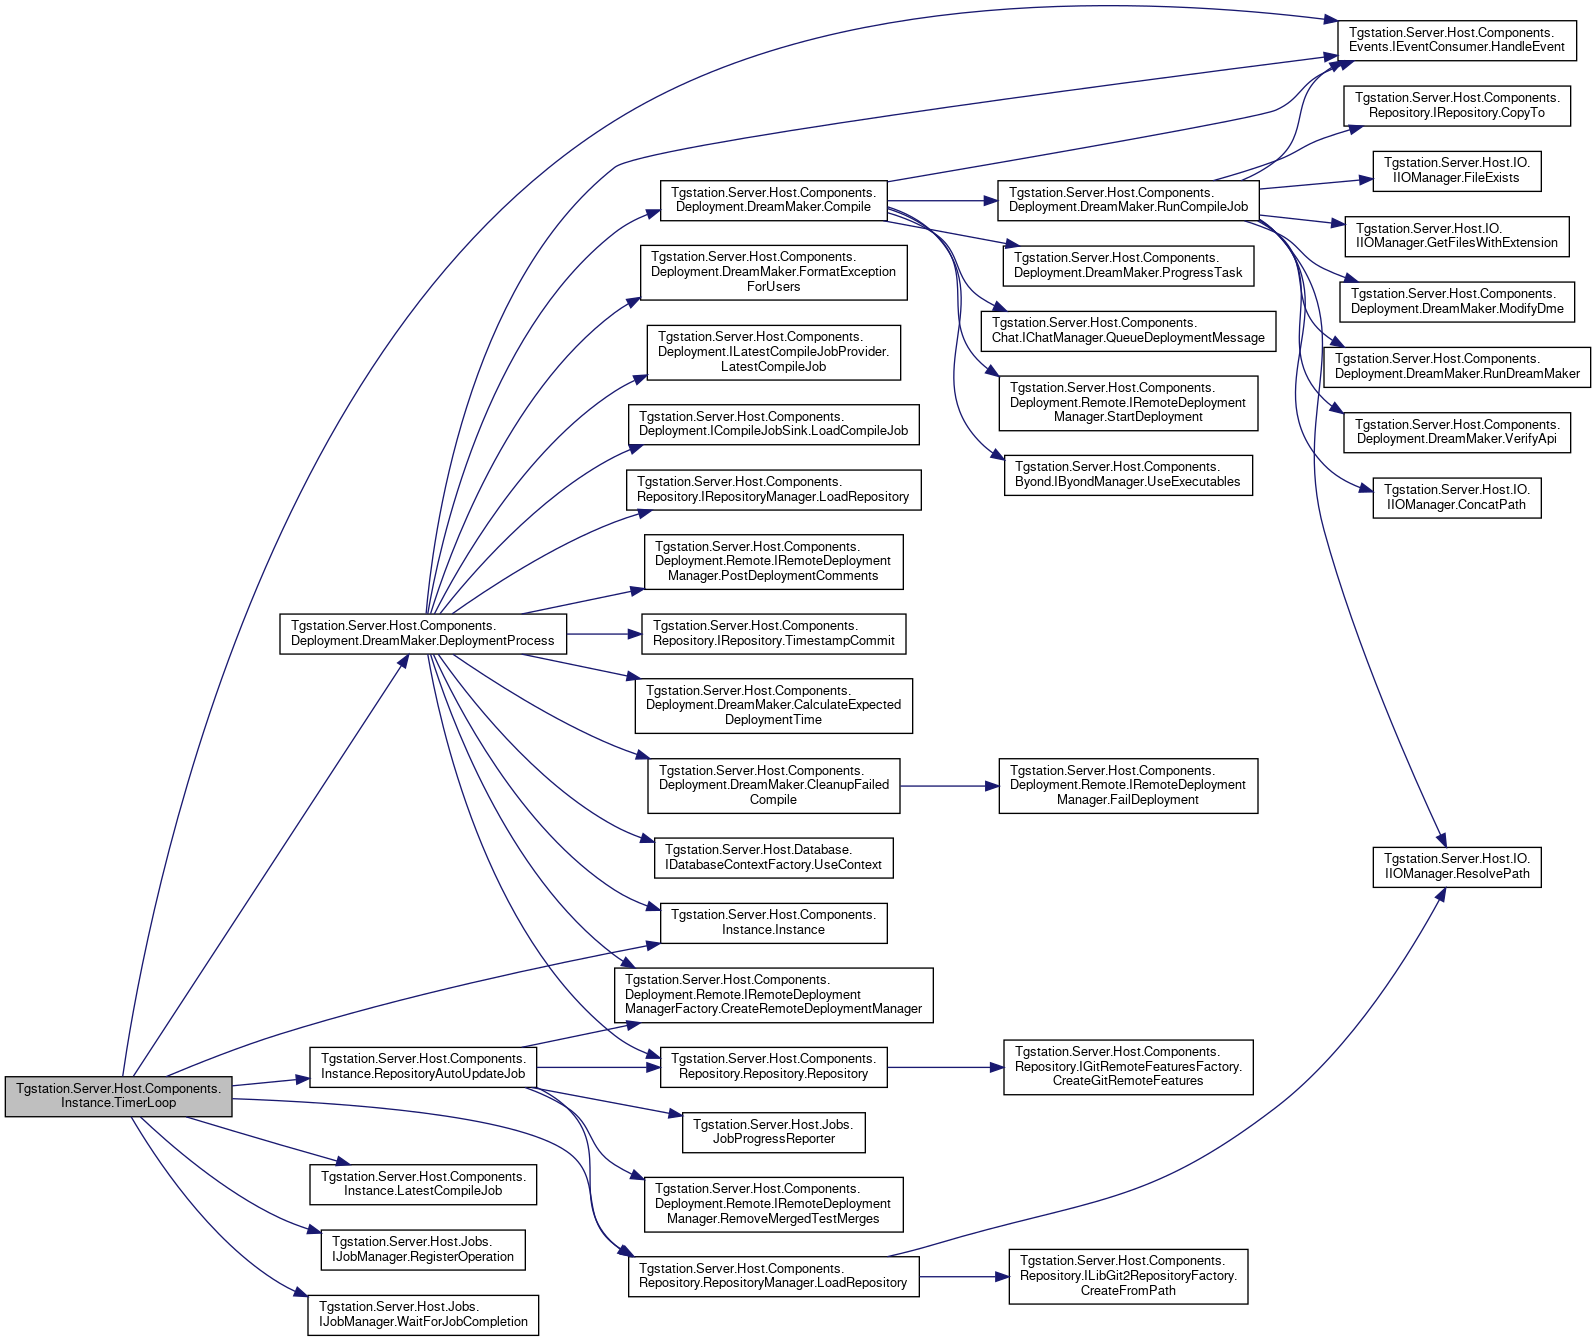 Tgstation.Server.Host.Components.
Instance.TimerLoop
Tgstation.Server.Host.Components.
Deployment.DreamMaker.DeploymentProcess
Tgstation.Server.Host.Components.
Instance.RepositoryAutoUpdateJob
Tgstation.Server.Host.Components.
Instance.LatestCompileJob
Tgstation.Server.Host.Jobs.
IJobManager.RegisterOperation
Tgstation.Server.Host.Jobs.
IJobManager.WaitForJobCompletion
Tgstation.Server.Host.Components.
Deployment.DreamMaker.Compile
Tgstation.Server.Host.Components.
Deployment.DreamMaker.FormatException
ForUsers
Tgstation.Server.Host.Components.
Deployment.ILatestCompileJobProvider.
LatestCompileJob
Tgstation.Server.Host.Components.
Deployment.ICompileJobSink.LoadCompileJob
Tgstation.Server.Host.Components.
Repository.IRepositoryManager.LoadRepository
Tgstation.Server.Host.Components.
Deployment.Remote.IRemoteDeployment
Manager.PostDeploymentComments
Tgstation.Server.Host.Components.
Repository.IRepository.TimestampCommit
Tgstation.Server.Host.Components.
Deployment.DreamMaker.CalculateExpected
DeploymentTime
Tgstation.Server.Host.Components.
Deployment.DreamMaker.CleanupFailed
Compile
Tgstation.Server.Host.Database.
IDatabaseContextFactory.UseContext
Tgstation.Server.Host.Components.
Instance.Instance
Tgstation.Server.Host.Components.
Deployment.Remote.IRemoteDeployment
ManagerFactory.CreateRemoteDeploymentManager
Tgstation.Server.Host.Components.
Repository.Repository.Repository
Tgstation.Server.Host.Jobs.
JobProgressReporter
Tgstation.Server.Host.Components.
Deployment.Remote.IRemoteDeployment
Manager.RemoveMergedTestMerges
Tgstation.Server.Host.Components.
Repository.RepositoryManager.LoadRepository
Tgstation.Server.Host.Components.
Deployment.DreamMaker.RunCompileJob
Tgstation.Server.Host.Components.
Deployment.DreamMaker.ProgressTask
Tgstation.Server.Host.Components.
Chat.IChatManager.QueueDeploymentMessage
Tgstation.Server.Host.Components.
Deployment.Remote.IRemoteDeployment
Manager.StartDeployment
Tgstation.Server.Host.Components.
Byond.IByondManager.UseExecutables
Tgstation.Server.Host.Components.
Deployment.Remote.IRemoteDeployment
Manager.FailDeployment
Tgstation.Server.Host.Components.
Repository.IGitRemoteFeaturesFactory.
CreateGitRemoteFeatures
Tgstation.Server.Host.Components.
Repository.ILibGit2RepositoryFactory.
CreateFromPath
Tgstation.Server.Host.Components.
Events.IEventConsumer.HandleEvent
Tgstation.Server.Host.Components.
Repository.IRepository.CopyTo
Tgstation.Server.Host.IO.
IIOManager.FileExists
Tgstation.Server.Host.IO.
IIOManager.GetFilesWithExtension
Tgstation.Server.Host.Components.
Deployment.DreamMaker.ModifyDme
Tgstation.Server.Host.Components.
Deployment.DreamMaker.RunDreamMaker
Tgstation.Server.Host.Components.
Deployment.DreamMaker.VerifyApi
Tgstation.Server.Host.IO.
IIOManager.ConcatPath
Tgstation.Server.Host.IO.
IIOManager.ResolvePath